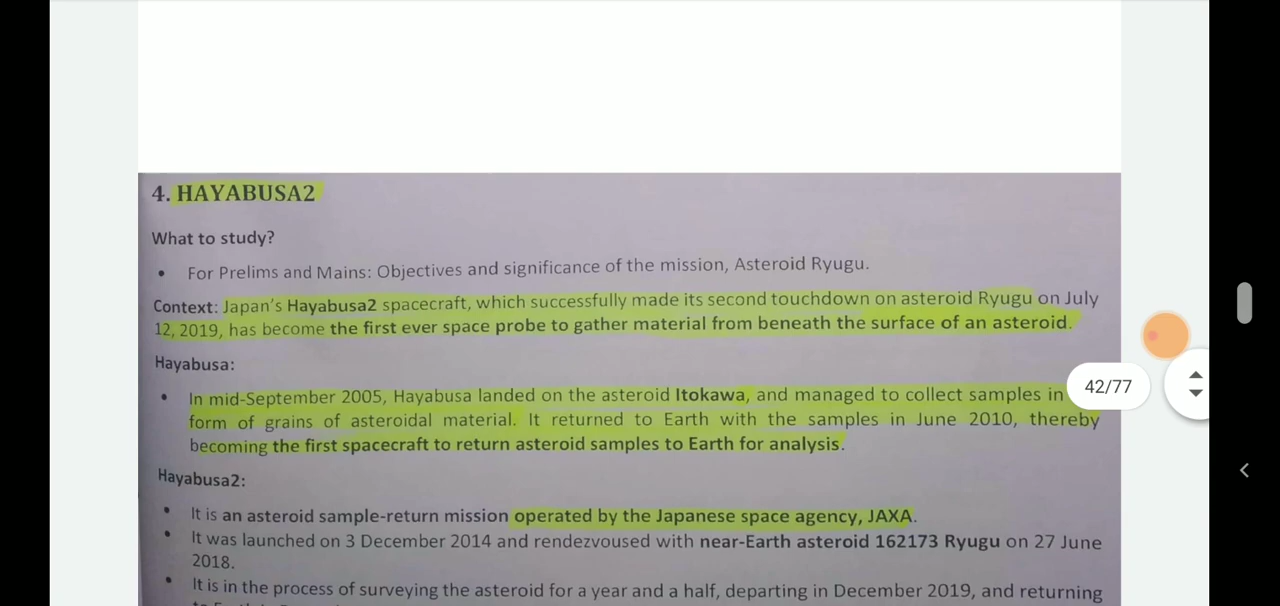 4. HAYABUSA2
What to study?
• For Prelims and Mains: Objectives and significance of the mission, Asteroid Ryugu.
Context: Japan's Hayabusa2 spacecraft, which successfully made its second touchdown on asteroid Ryugu on July
12, 2019, has become the first ever space probe to gather material from beneath the surface of an asteroid.
Hayabusa:
• In mid-September 2005, Hayabusa landed on the asteroid Itokawa, and managed to collect samples in
form of grains of asteroidal material. It returned to Earth with the samples in June 2010, thereby
becoming the first spacecraft to return asteroid samples to Earth for analysis.
42/77
Hayabusa2:
• It is an asteroid sample-return mission operated by the Japanese space agency, JAXA.
• It was launched on 3 December 2014 and rendezvoused with near-Earth asteroid 162173 Ryugu on 27 June
2018.
• It is in the process of surveying the asteroid for a year and a half, departing in December 2019, and returning